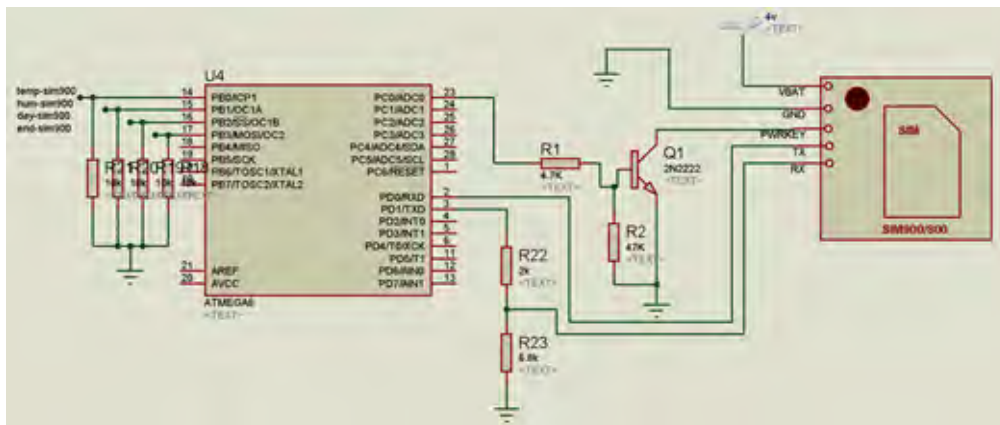 U4
temp-sim900
hum-sim900
day-sim900
end-sim900
14
15
16
17
18
19
PB0/ICP1
PB1/OC1A
PB2/SS/OC1B
PB3/MOSI/OC2
PB4/MISO
PB5/SCK
PB6/TOSC1/XTAL1
PB7/TOSC2/XTAL2
21
20
AREF
AVCC
PC0/ADC0
PC1/ADC1
PC2/ADC2
PC3/ADC3
PC4/ADC4/SDA
PC5/ADC5/SCL
PC6/RESET
23
24
25
26
27
28
1
PD0/RXD
PD1/TXD
PD2/INT0
PD3/INT1
PD4/T0/XCK
PD5/T1
PD6/AIN0
PD7/AIN1
2
3
4
5
6
11
12
13
ATMEGA8
<TEXT>
10k
10k
10k
R1
4.7K
<TEXT>
Q1
2N2222
<TEXT>
R2
47K
<TEXT>
R22
2k
<TEXT>
R23
<TEXT>
4v
<TEXT>
VBAT
GND
PWRKEY
TX
RX
SIM
SIM900/800